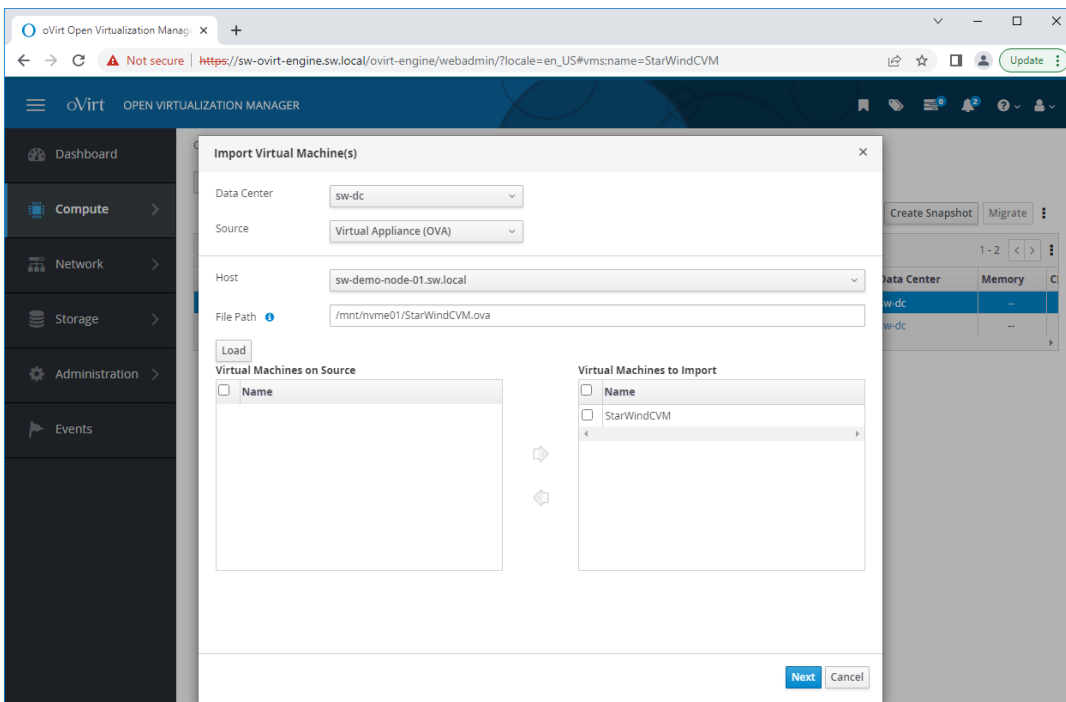 oVirt Open Virtualization Manag
Not secure | https://sw-ovirt-engine.sw.local/ovirt-engine/webadmin/?locale=en_US#vms:name=StarWindCVM
Update
oVirt OPEN VIRTUALIZATION MANAGER
0
2
Dashboard
Compute
Network
Storage
Administration
Events
Import Virtual Machine(s)
Data Center
sw-dc
Source
Virtual Appliance (OVA)
Host
sw-demo-node-01.sw.local
File Path
/mnt/nvme01/StarWindCVM.ova
Load
Virtual Machines on Source
Name
Virtual Machines to Import
Name
StarWindCVM
Next
Cancel
Create Snapshot
Migrate
1 - 2
Data Center Memory
sw-dc --
sw-dc --